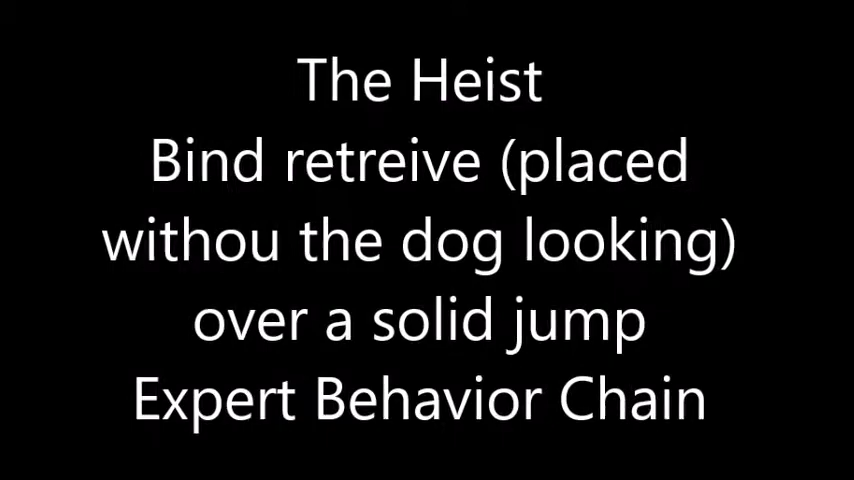 The Heist
Bind retreive (placed
withou the dog looking)
over a solid jump
Expert Behavior Chain